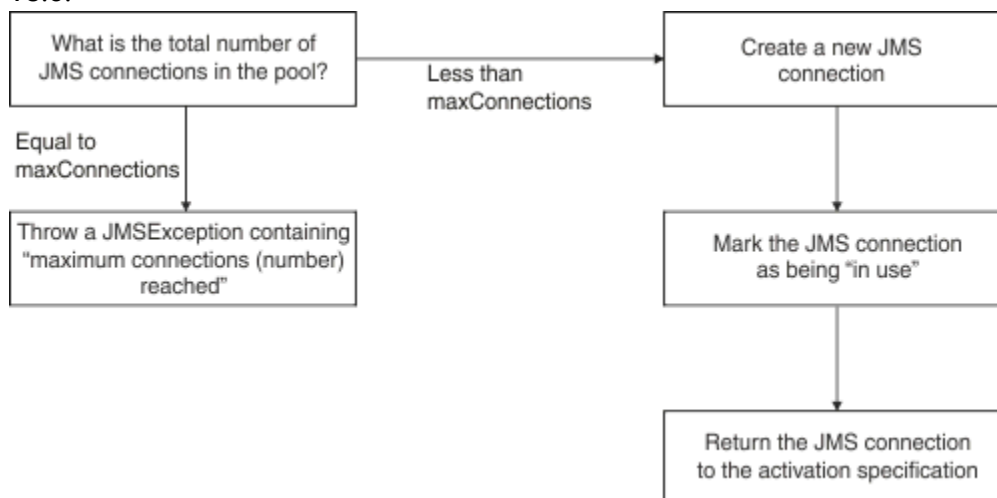 What is the total number of
JMS connections in the pool?
Less than
maxConnections
Create a new JMS
connection
Equal to
maxConnections
Throw a JMSException containing
“maximum connections (number)
reached”
Mark the JMS connection
as being “in use”
Return the JMS connection
to the activation specification